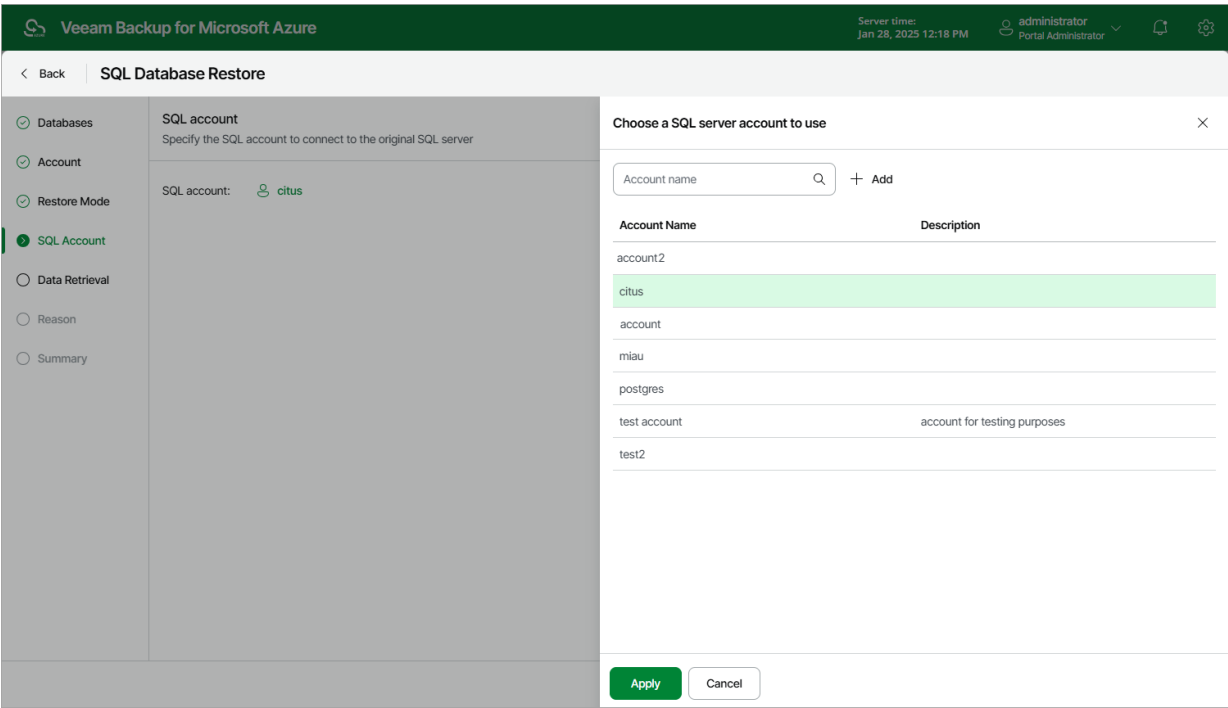 Veeam Backup for Microsoft Azure
Server time:
Jan 28, 2025 12:18 PM
administrator
Portal Administrator
Back
SQL Database Restore
Databases
Account
Restore Mode
SQL Account
Data Retrieval
Reason
Summary
SQL account
Specify the SQL account to connect to the original SQL server
SQL account: citus
Choose a SQL server account to use
Account name
Add
Account Name Description
account2
citus
account
miau
postgres
test account account for testing purposes
test2
Apply Cancel